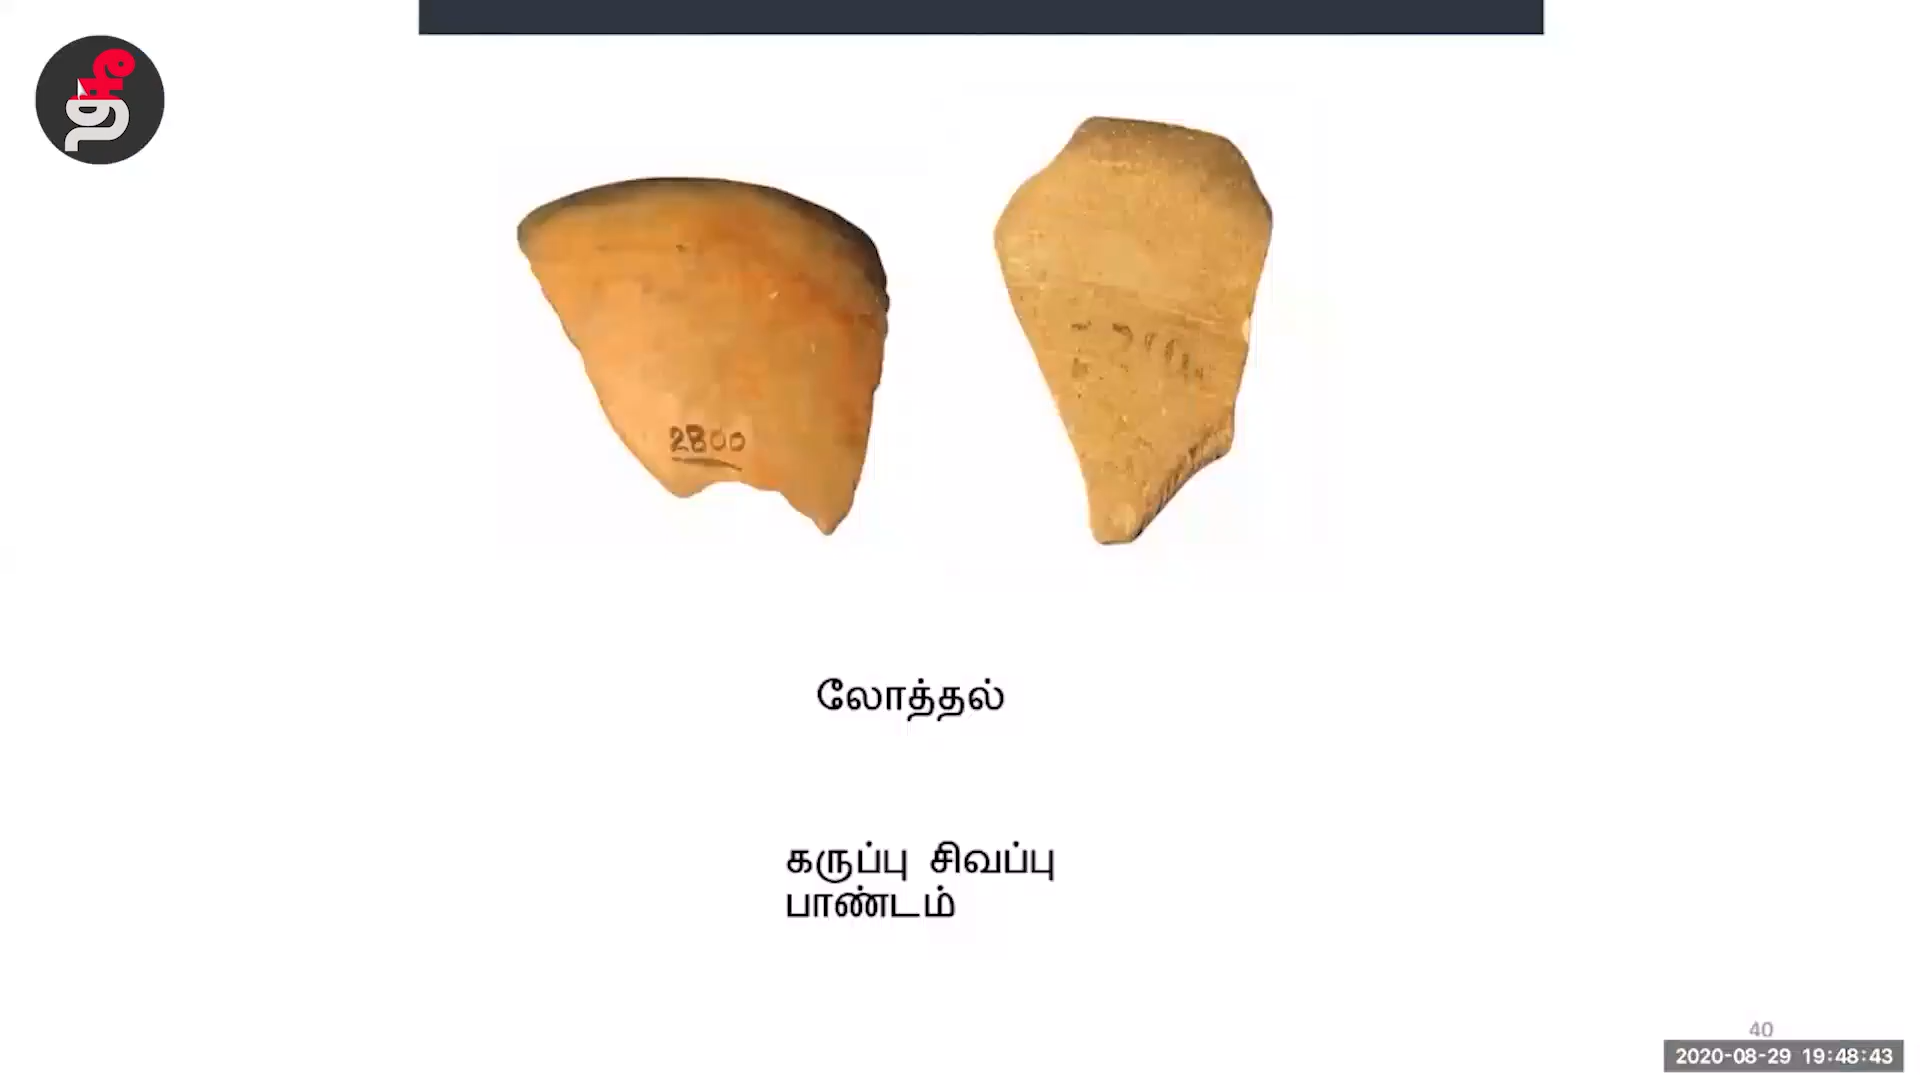 2800
லோத்தல்
கருப்பு சிவப்பு
பாண்டம்
40
2020-08-29 19:48:43